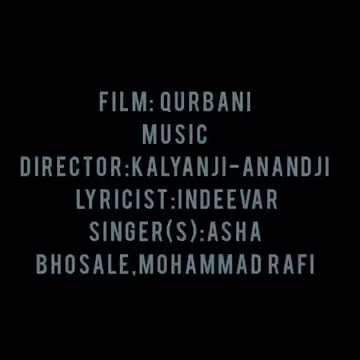 FILM: QURBANI
MUSIC
DIRECTOR:KALYANJI-ANANDJI
LYRICIST:INDEEVAR
SINGER(S):ASHA
BHOSALE,MOHAMMAD RAFI